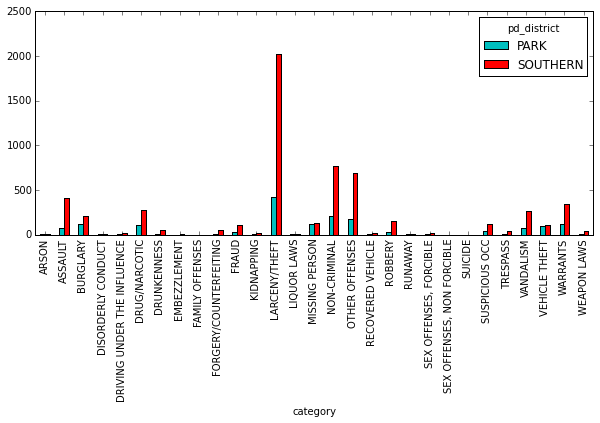 2500
2000
1500
1000
500
0
pd_district
PARK
SOUTHERN
ARSON
ASSAULT
BURGLARY
DISORDERLY CONDUCT
DRIVING UNDER THE INFLUENCE
DRUG/NARCOTIC
DRUNKENNESS
EMBEZZLEMENT
FAMILY OFFENSES
FORGERY/COUNTERFEITING
FRAUD
KIDNAPPING
LARCENY/THEFT
LIQUOR LAWS
MISSING PERSON
NON-CRIMINAL
OTHER OFFENSES
RECOVERED VEHICLE
ROBBERY
RUNAWAY
SEX OFFENSES, FORCIBLE
SEX OFFENSES, NON FORCIBLE
SUICIDE
SUSPICIOUS OCC
TRESPASS
VANDALISM
VEHICLE THEFT
WARRANTS
WEAPON LAWS
category